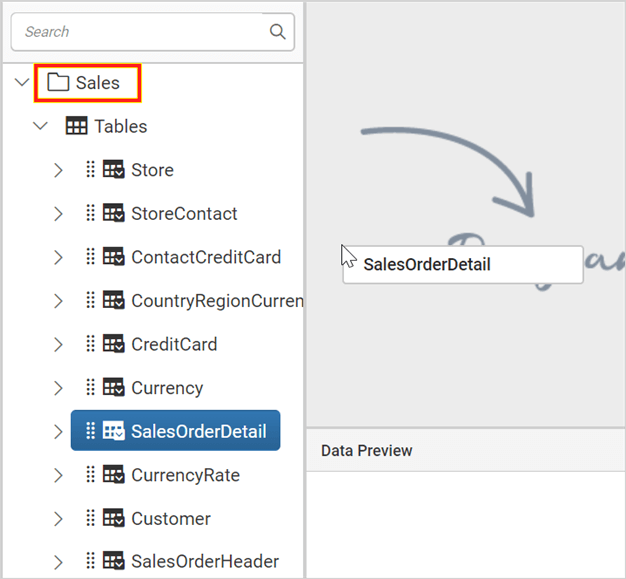 Search
Sales
Tables
Store
StoreContact
ContactCreditCard
CountryRegionCurren
CreditCard
Currency
SalesOrderDetail
CurrencyRate
Customer
SalesOrderHeader
SalesOrderDetail
Data Preview